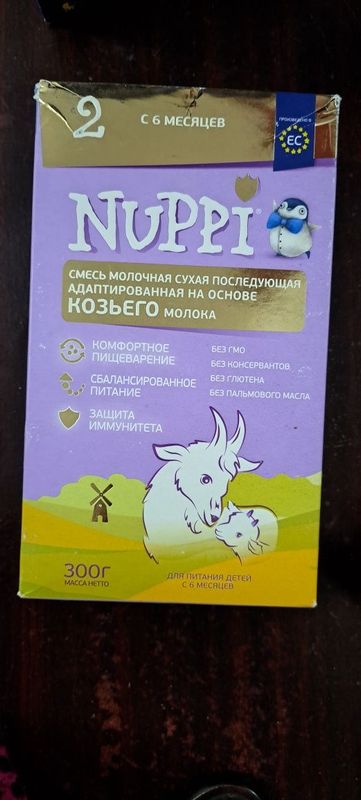 2
С 6 МЕСЯЦЕВ
ПРОИЗВЕДЕНО В
ЕС
NUPPI®
СМЕСЬ МОЛОЧНАЯ СУХАЯ ПОСЛЕДУЮЩАЯ
АДАПТИРОВАННАЯ НА ОСНОВЕ
КОЗЬЕГО МОЛОКА
КОМФОРТНОЕ
ПИЩЕВАРЕНИЕ
СБАЛАНСИРОВАННОЕ
ПИТАНИЕ
ЗАЩИТА
ИММУНИТЕТА
БЕЗ ГМО
БЕЗ КОНСЕРВАНТОВ
БЕЗ ГЛЮТЕНА
БЕЗ ПАЛЬМОВОГО МАСЛА
300г
МАССА НЕТТО
ДЛЯ ПИТАНИЯ ДЕТЕЙ
С 6 МЕСЯЦЕВ